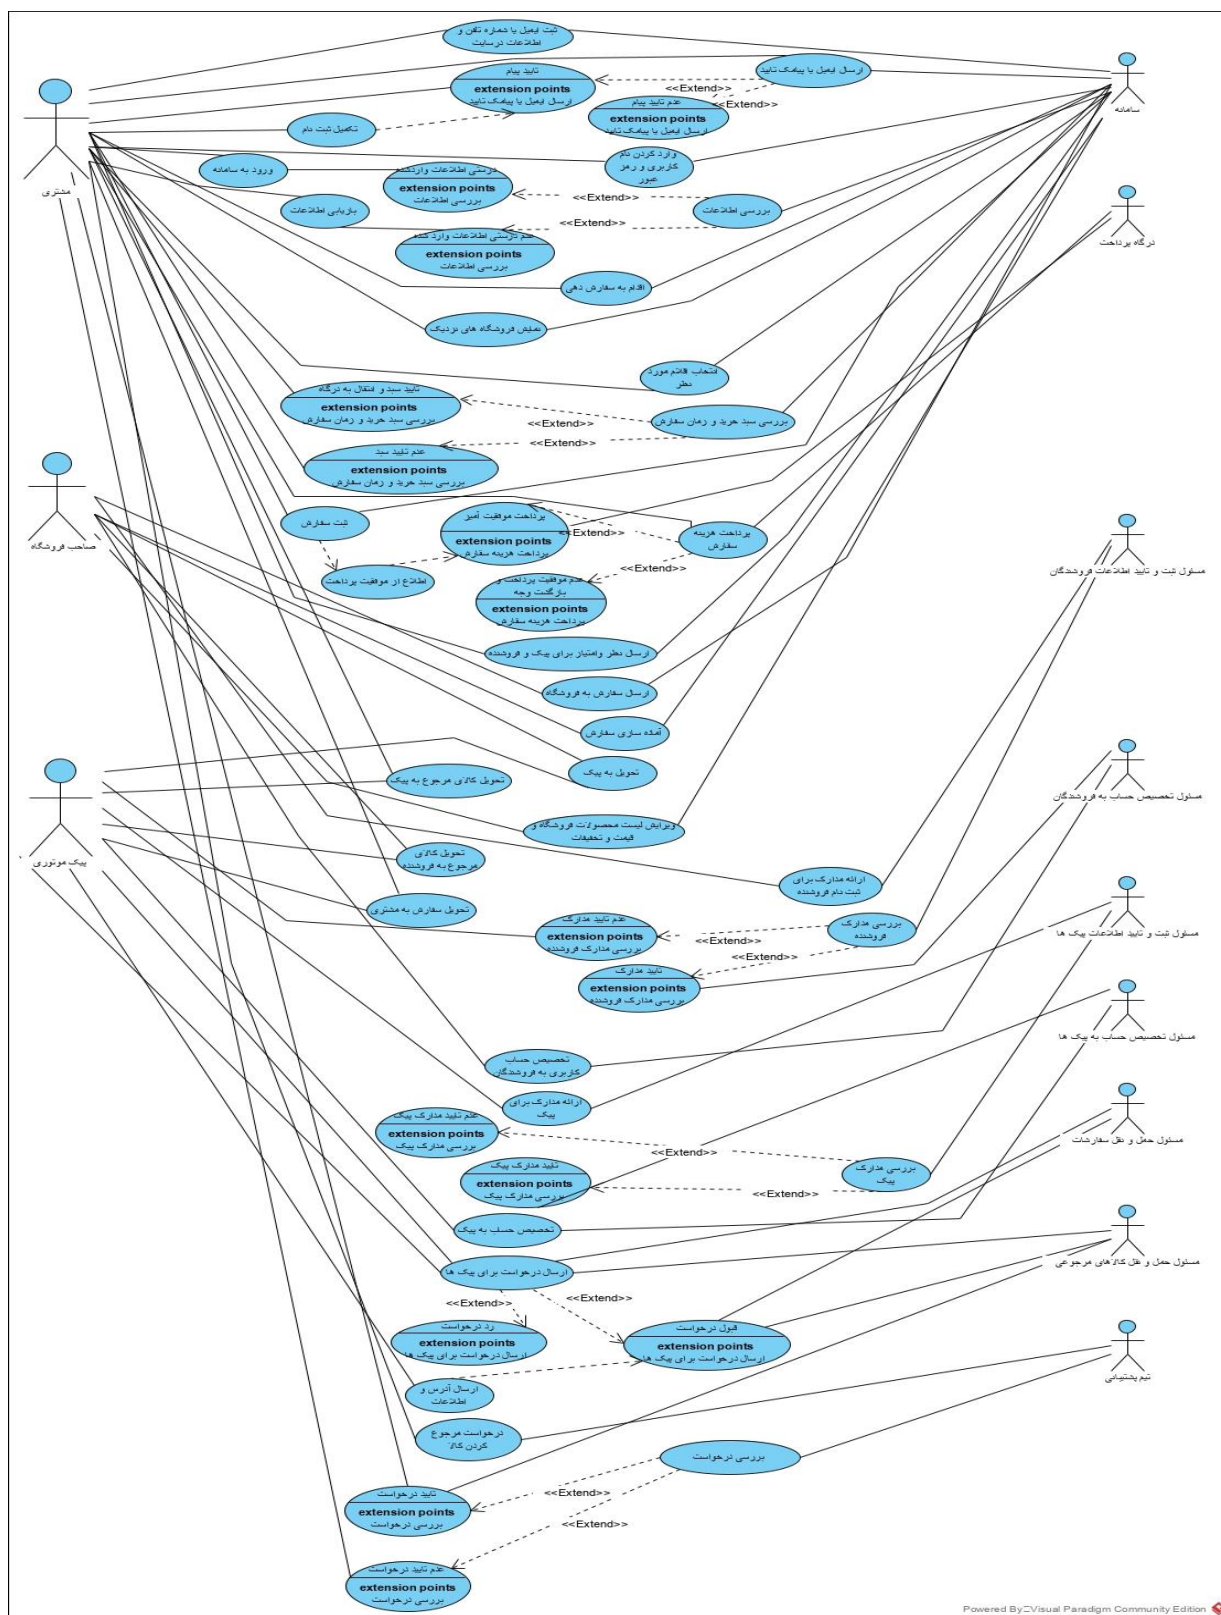 ثبت ایمیل یا شماره تلفن و
اطلاعات درسایت
تایید پیام
extension points
ارسال ایمیل یا پیامک تایید
ارسال ایمیل یا پیامک تایید
<<Extend>>
<<Extend>>
عدم تایید پیام
extension points
ارسال ایمیل یا پیامک تایید
سامانه
تکمیل ثبت نام
وارد کردن نام
کاربری و رمز
عبور
ورود به سامانه
درستی اطلاعات واردشده
extension points
بررسی اطلاعات
مشتری
<<Extend>>
بازیابی اطلاعات
بررسی اطلاعات
<<Extend>>
عدم درستی اطلاعات وارد شده
extension points
بررسی اطلاعات
درگاه پرداخت
اقدام به سفارش دهی
نمایش فروشگاه های نزدیک
انتخاب اقلام مورد
نظر
تایید سبد و انتقال به درگاه
extension points
بررسی سبد خرید و زمان سفارش
بررسی سبد خرید و زمان سفارش
<<Extend>>
<<Extend>>
عدم تایید سبد
extension points
بررسی سبد خرید و زمان سفارش
صاحب فروشگاه
ثبت سفارش
پرداخت موفقیت آمیز
extension points
پرداخت هزینه سفارش
<<Extend>>
پرداخت هزینه
سفارش
<<Extend>>
اطلاع از موفقیت پرداخت
عدم موفقیت پرداخت و
بازگشت وجه
extension points
پرداخت هزینه سفارش
مسئول ثبت و تایید اطلاعات فروشندگان
ارسال نظر وامتیاز برای پیک و فروشنده
ارسال سفارش به فروشگاه
آماده سازی سفارش
تحویل به پیک
تحویل کالای مرجوع به پیک
مسئول تخصیص حساب به فروشندگان
ویرایش لیست محصولات فروشگاه و
قیمت و تخفیفات
پیک موتوری
تحویل کالای
مرجوع به فروشنده
ارائه مدارک برای
ثبت نام فروشنده
تحویل سفارش به مشتری
عدم تایید مدارک
extension points
بررسی مدارک فروشنده
<<Extend>>
بررسی مدارک
فروشنده
<<Extend>>
مسئول ثبت و تایید اطلاعات پیک ها
تایید مدارک
extension points
بررسی مدارک فروشنده
مسئول تخصیص حساب به پیک ها
تخصیص حساب
کاربری به فروشندگان
ارائه مدارک برای
پیک
عدم تایید مدارک پیک
extension points
بررسی مدارک پیک
مسئول حمل و نقل سفارشات
<<Extend>>
بررسی مدارک
پیک
تایید مدارک پیک
extension points
بررسی مدارک پیک
<<Extend>>
تخصیص حساب به پیک
مسئول حمل و نقل کالاهای مرجوعی
ارسال درخواست برای پیک ها
<<Extend>>
<<Extend>>
رد درخواست
extension points
ارسال درخواست برای پیک ها
قبول درخواست
extension points
ارسال درخواست برای پیک ها
تیم پشتیبانی
ارسال آدرس و
اطلاعات
درخواست مرجوع
کردن کالا
بررسی درخواست
<<Extend>>
تایید درخواست
extension points
بررسی درخواست
<<Extend>>
عدم تایید درخواست
extension points
بررسی درخواست
Powered By Visual Paradigm Community Edition